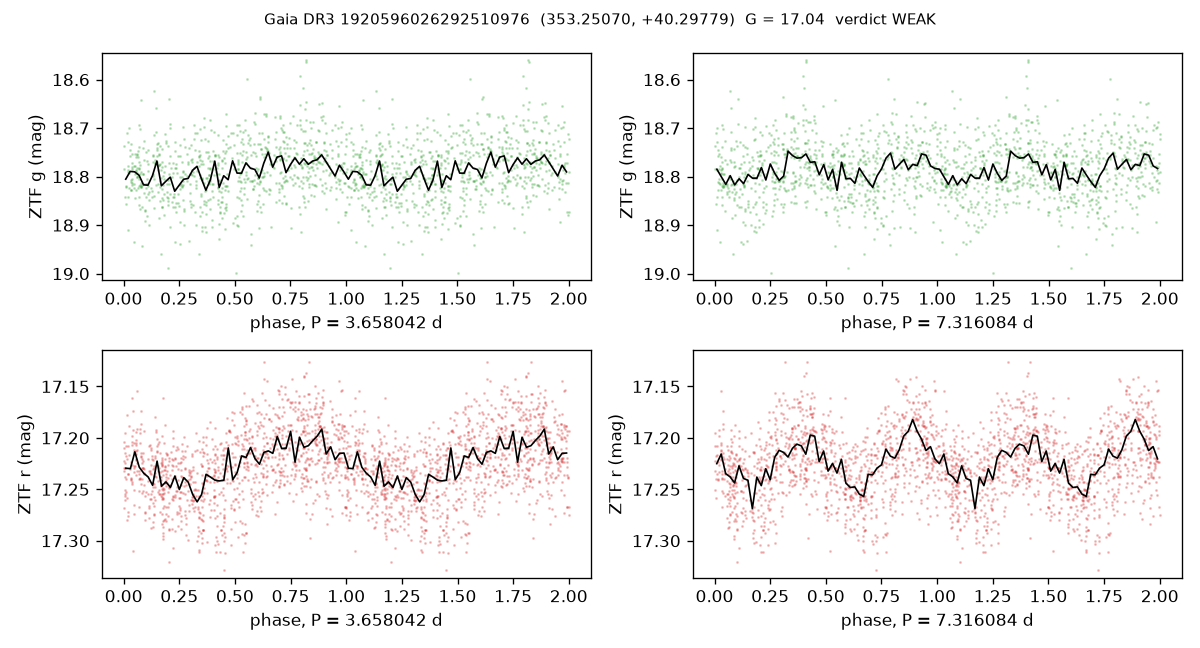 Gaia DR3 1920596026292510976 (353.25070, +40.29779) G = 17.04 verdict WEAK
ZTF g (mag)
18.6
18.7
18.8
18.9
19.0
0.00 0.25 0.50 0.75 1.00 1.25 1.50 1.75 2.00
phase, P = 3.658042 d
ZTF g (mag)
18.6
18.7
18.8
18.9
19.0
0.00 0.25 0.50 0.75 1.00 1.25 1.50 1.75 2.00
phase, P = 7.316084 d
ZTF r (mag)
17.15
17.20
17.25
17.30
0.00 0.25 0.50 0.75 1.00 1.25 1.50 1.75 2.00
phase, P = 3.658042 d
ZTF r (mag)
17.15
17.20
17.25
17.30
0.00 0.25 0.50 0.75 1.00 1.25 1.50 1.75 2.00
phase, P = 7.316084 d